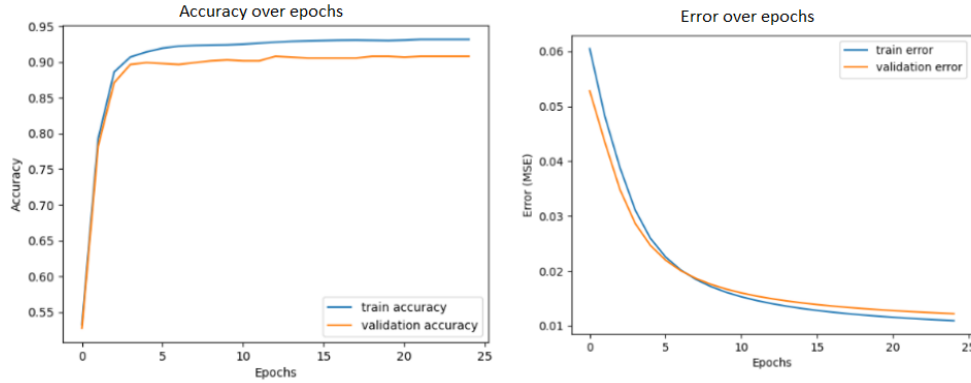 Accuracy over epochs
0.95
0.90
0.85
0.80
0.75
0.70
0.65
0.60
0.55
Accuracy
train accuracy
validation accuracy
0 5 10 15 20 25
Epochs
Error over epochs
0.06
0.05
0.04
0.03
0.02
0.01
Error (MSE)
train error
validation error
0 5 10 15 20 25
Epochs